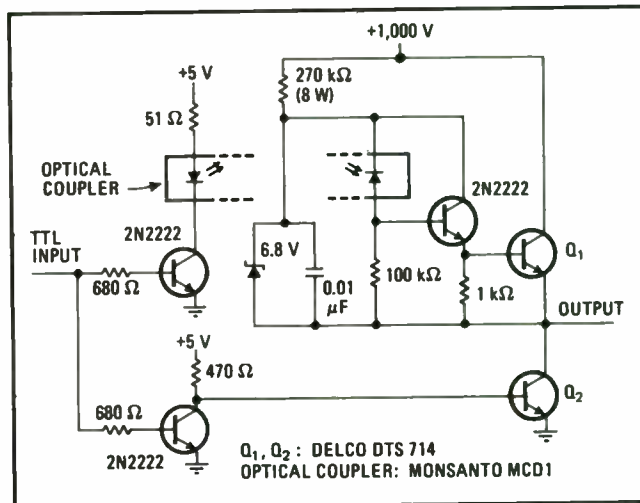 +1,000 V
+5 V
270 kΩ
(8 W)
51 Ω
OPTICAL
COUPLER
2N2222
2N2222
TTL
INPUT
6.8 V
Q1
680 Ω
0.01
μF
100 kΩ
1 kΩ
OUTPUT
+5 V
470 Ω
680 Ω
Q2
2N2222
Q1, Q2 : DELCO DTS 714
OPTICAL COUPLER: MONSANTO MCD1